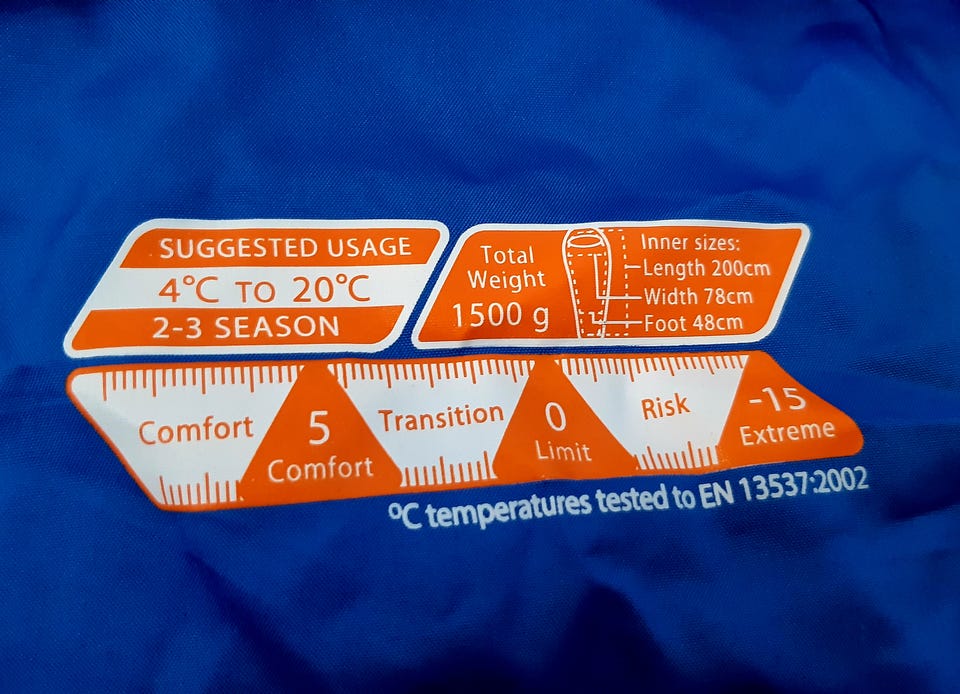 SUGGESTED USAGE
4°C TO 20°C
2-3 SEASON
Total
Weight
1500 g
Inner sizes:
Length 200cm
Width 78cm
Foot 48cm
Comfort
5
Comfort
Transition
0
Limit
Risk
-15
Extreme
°C temperatures tested to EN 13537:2002